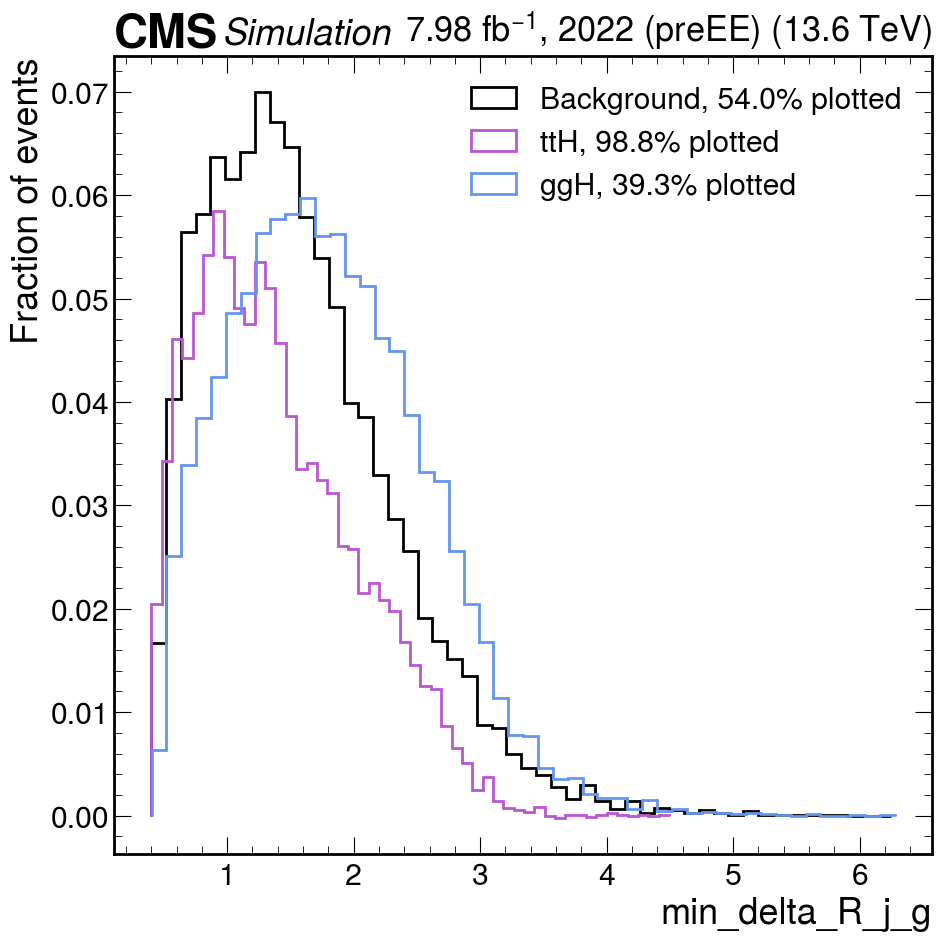 CMS Simulation 7.98 fb⁻¹, 2022 (preEE) (13.6 TeV)
Fraction of events
0.07
0.06
0.05
0.04
0.03
0.02
0.01
0.00
Background, 54.0% plotted
ttH, 98.8% plotted
ggH, 39.3% plotted
1 2 3 4 5 6
min_delta_R_j_g